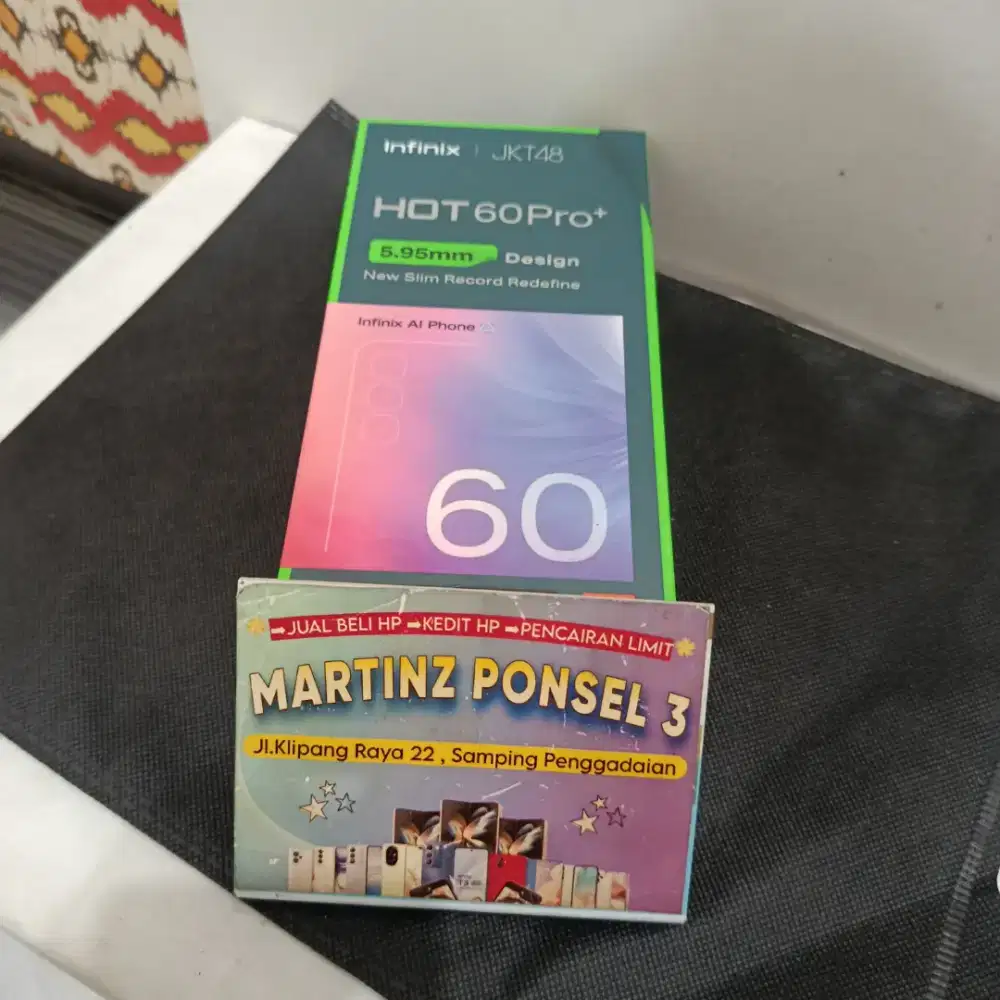 Infinix | JKT48
HOT 60 Pro+
5.95mm Design
New Slim Record Redefine
Infinix AI Phone
60
➡JUAL BELI HP ➡KEDIT HP ➡PENCAIRAN LIMIT
MARTINZ PONSEL 3
Jl.Klipang Raya 22 , Samping Penggadaian